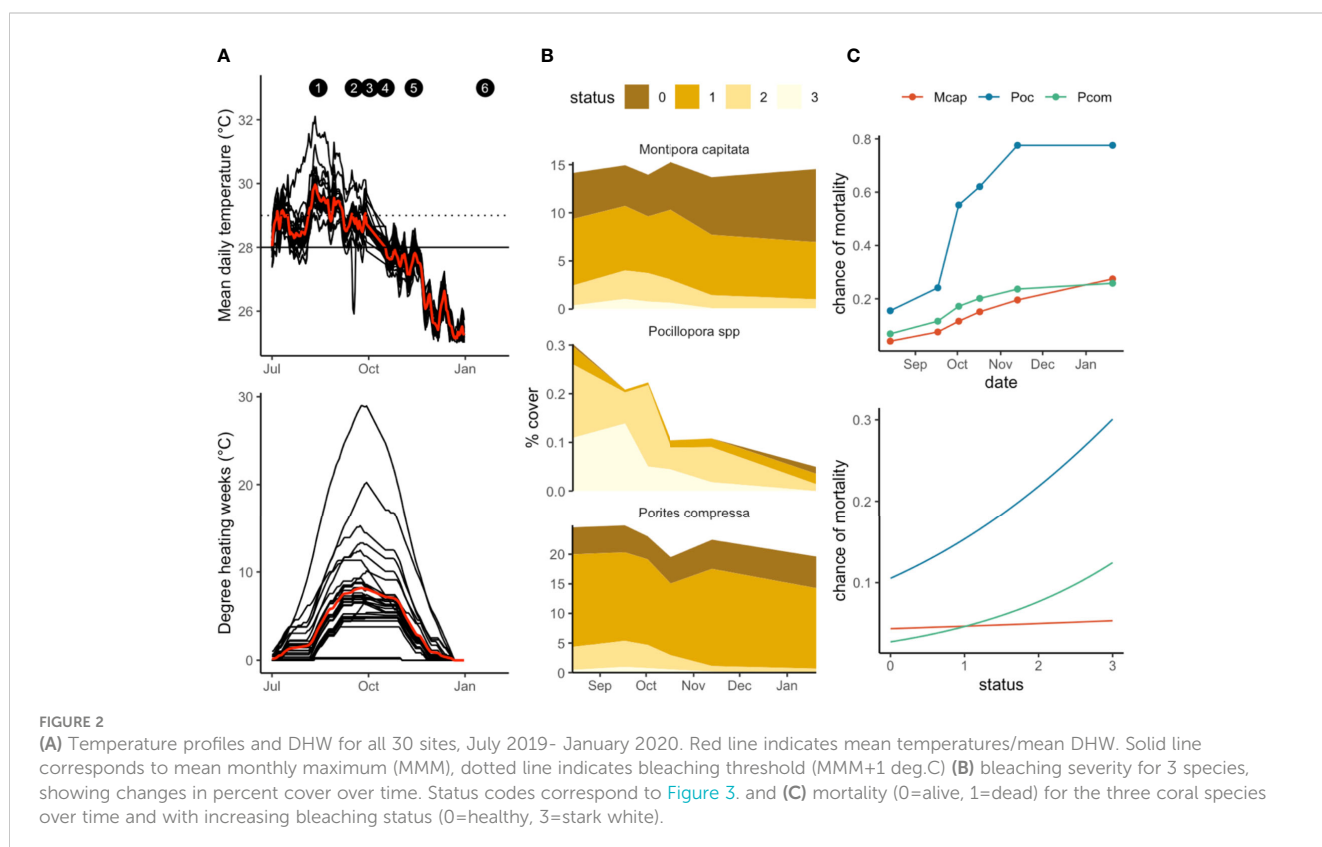 A
1 2 3 4 5 6
Mean daily temperature (°C)
32
30
28
26
Jul Oct Jan
Degree heating weeks (°C)
30
20
10
0
Jul Oct Jan
B
status 0 1 2 3
Montipora capitata
15
10
5
0
Pocillopora spp
% cover
0.3
0.2
0.1
0.0
Porites compressa
20
15
10
5
0
Sep Oct Nov Dec Jan
C
Mcap Poc Pcom
chance of mortality
0.8
0.6
0.4
0.2
Sep Oct Nov Dec Jan
date
chance of mortality
0.3
0.2
0.1
0 1 2 3
status
FIGURE 2
(A) Temperature profiles and DHW for all 30 sites, July 2019- January 2020. Red line indicates mean temperatures/mean DHW. Solid line
corresponds to mean monthly maximum (MMM), dotted line indicates bleaching threshold (MMM+1 deg.C) (B) bleaching severity for 3 species,
showing changes in percent cover over time. Status codes correspond to Figure 3. and (C) mortality (0=alive, 1=dead) for the three coral species
over time and with increasing bleaching status (0=healthy, 3=stark white).